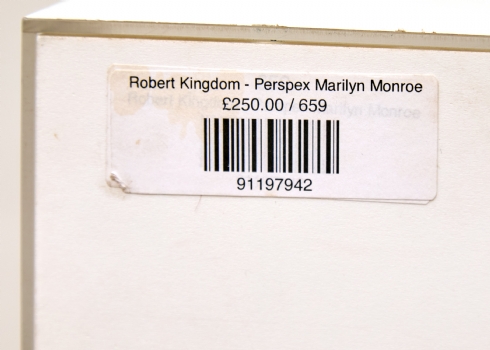 Robert Kingdom - Perspex Marilyn Monroe
£250.00 / 659
91197942